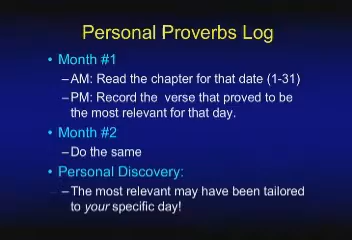 Personal Proverbs Log
• Month #1
–AM: Read the chapter for that date (1-31)
–PM: Record the verse that proved to be
the most relevant for that day.
• Month #2
–Do the same
• Personal Discovery:
–The most relevant may have been tailored
to your specific day!